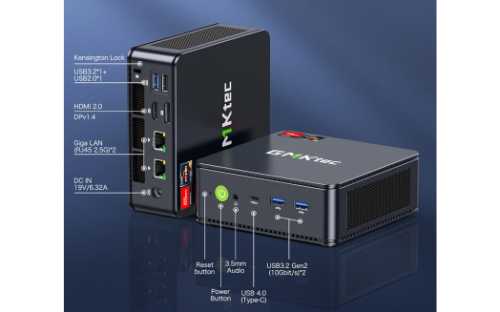 Kensington Lock
USB3.2*1+
USB2.0*1
HDMI 2.0
DPv1.4
Giga LAN
(RJ45 2.5G)*2
DC IN
19V/6.32A
GMKtec
GMKtec
Reset
button
Power
Button
3.5mm
Audio
USB 4.0
(Type-C)
USB3.2 Gen2
(10Gbit/s)*2